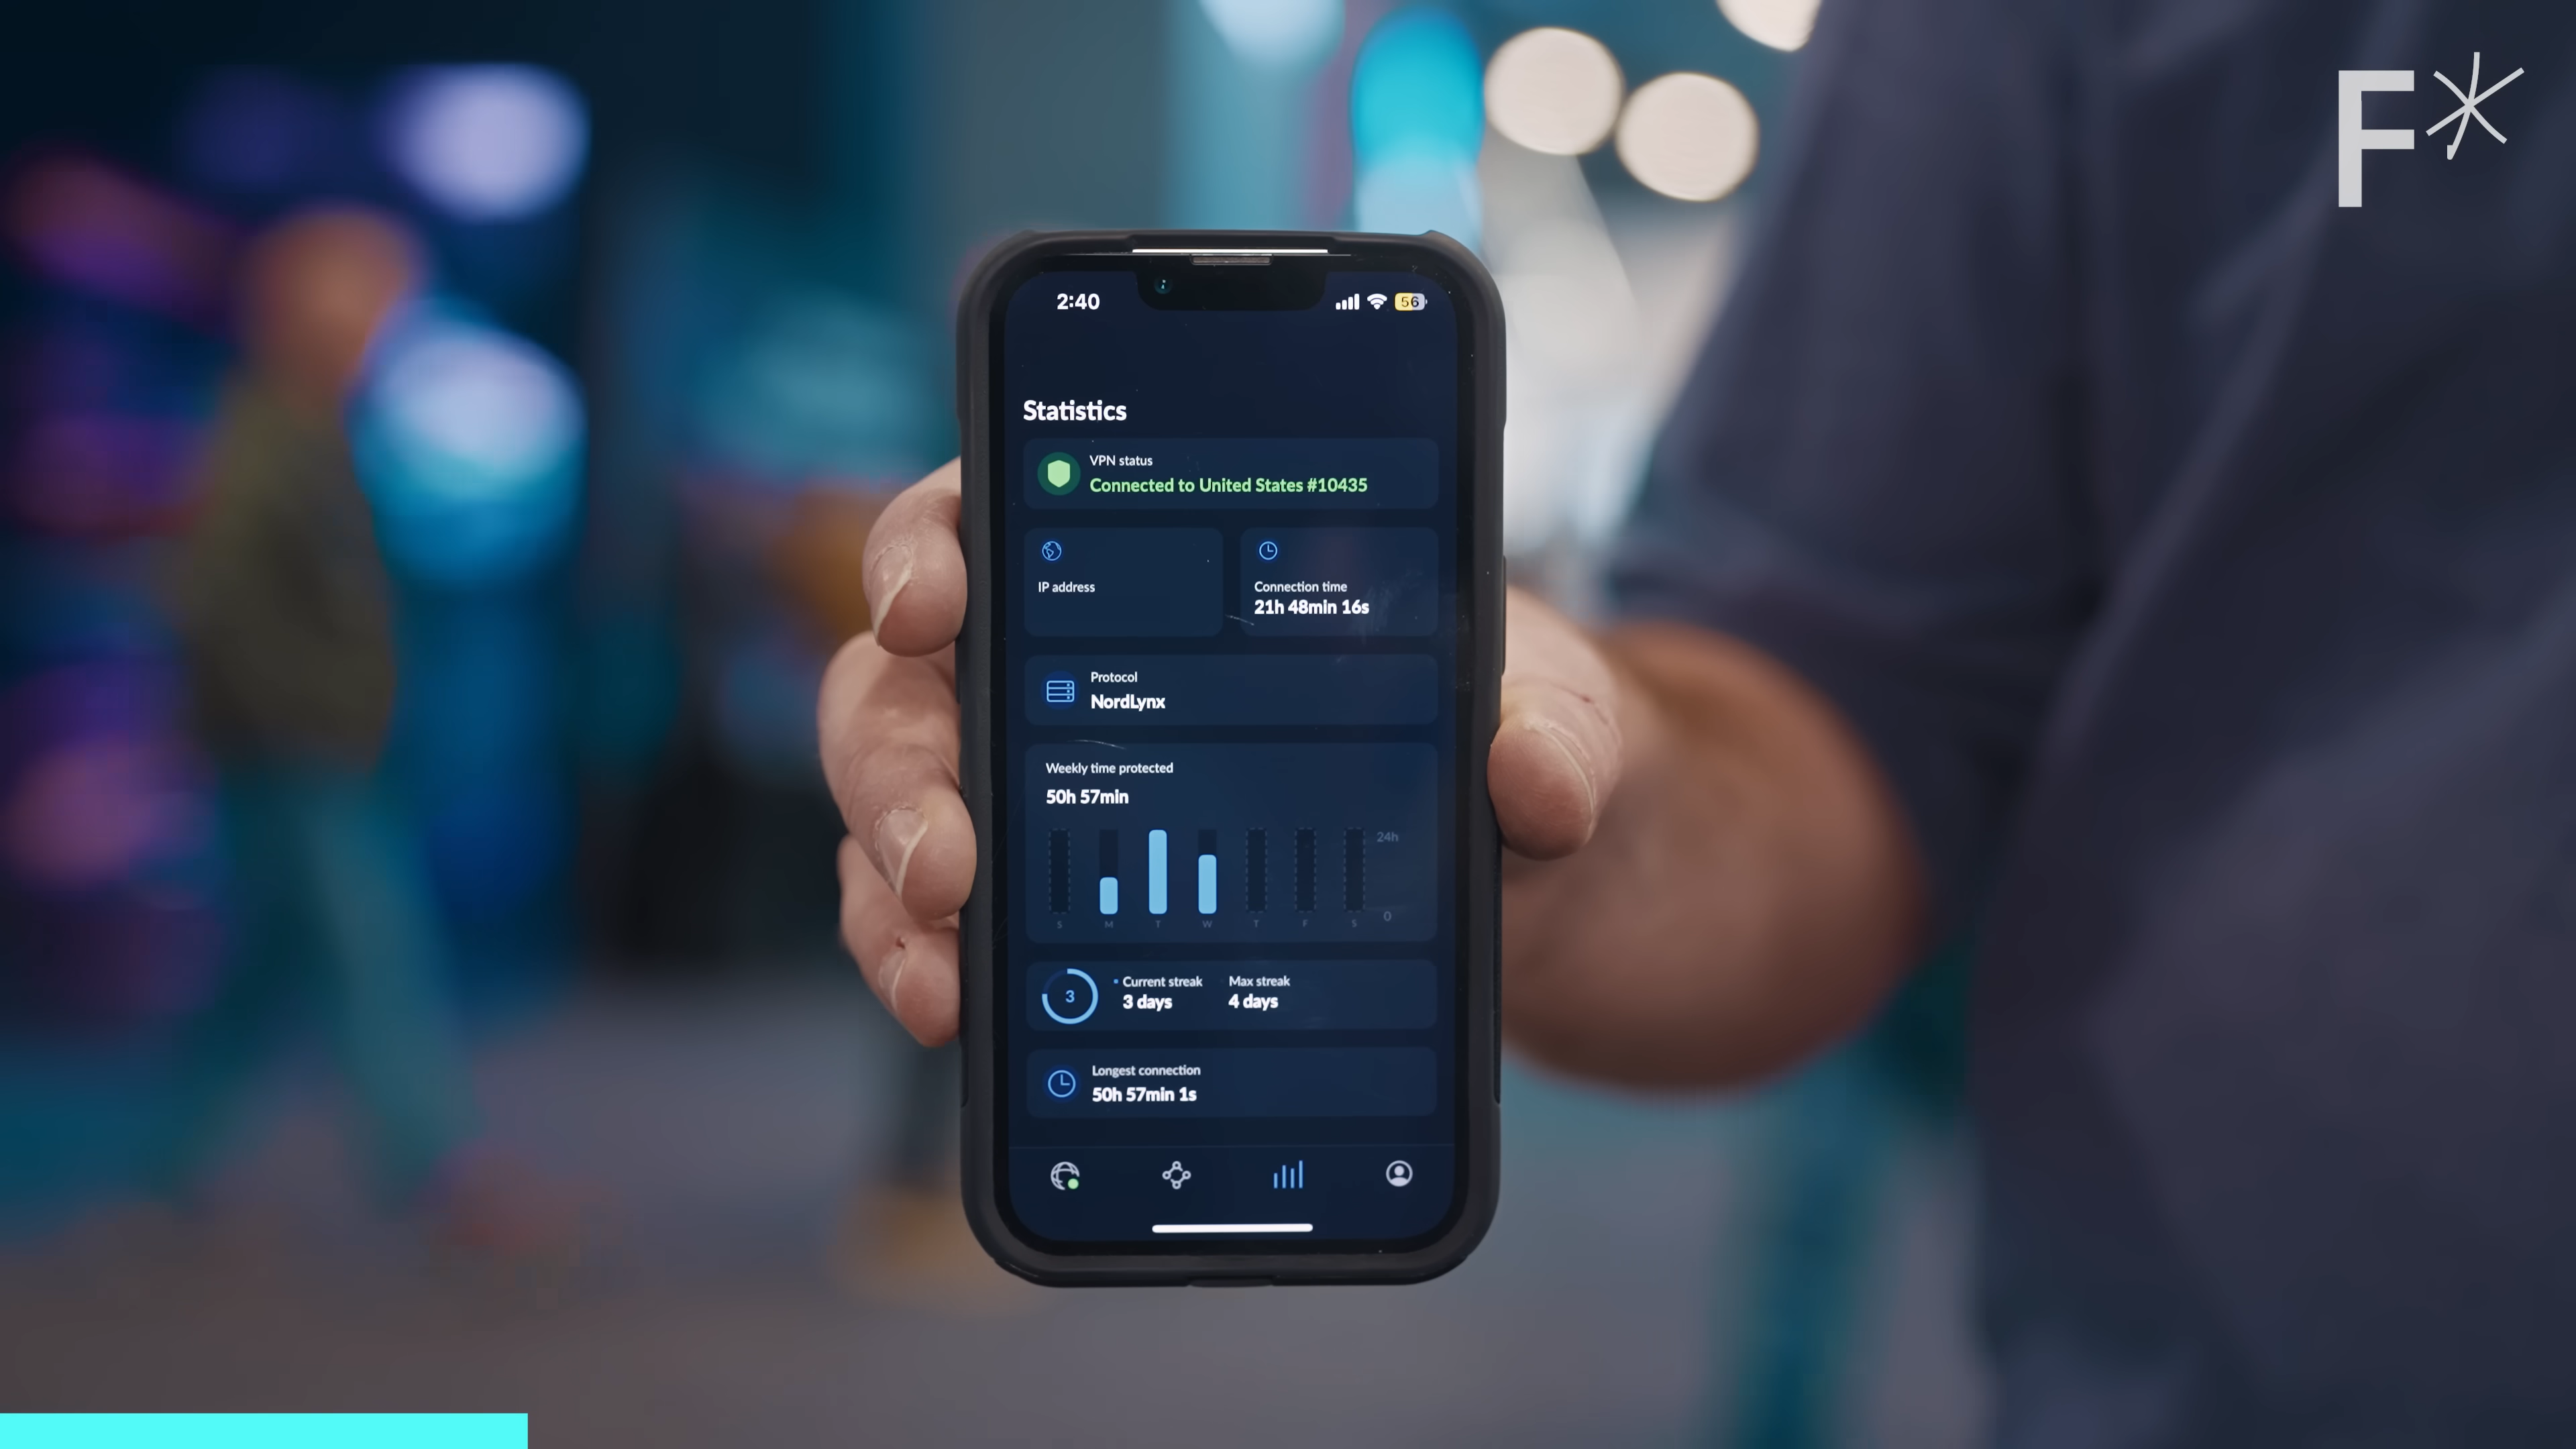 F*
2:40
56
Statistics
VPN status
Connected to United States #10435
IP address
Connection time
21h 48min 16s
Protocol
NordLynx
Weekly time protected
50h 57min
24h
0
S M T W T F S
3
Current streak
3 days
Max streak
4 days
Longest connection
50h 57min 1s